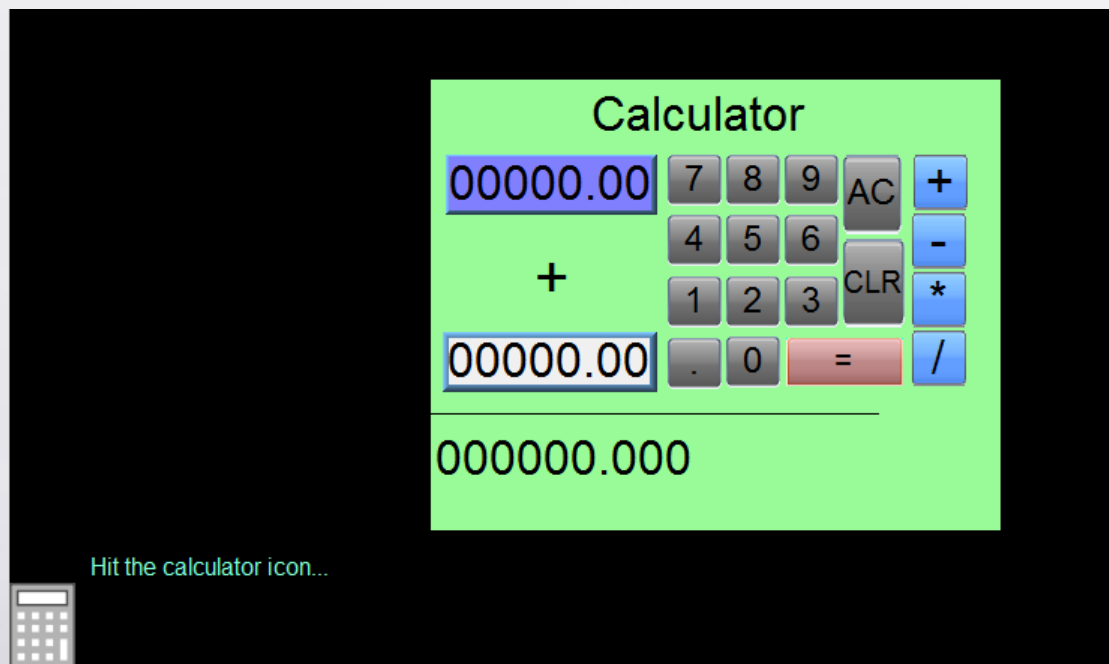 Calculator
00000.00 7 8 9 AC +
4 5 6 -
+ 1 2 3 CLR *
00000.00 . 0 = /
000000.000
Hit the calculator icon...